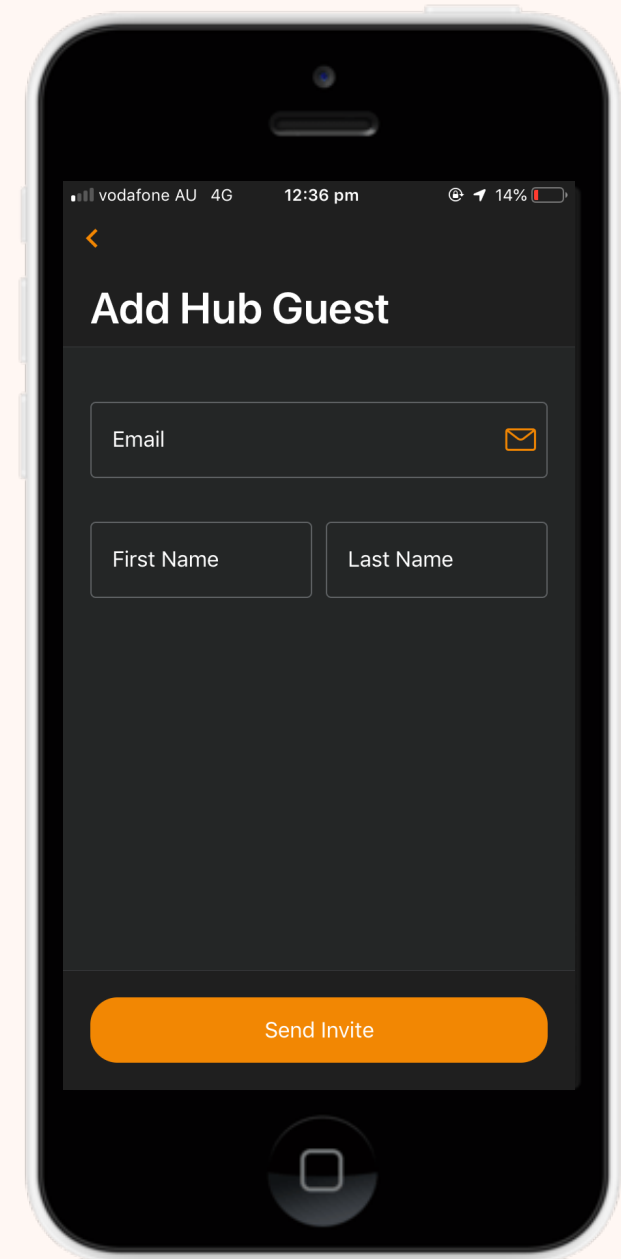 vodafone AU 4G 12:36 pm 14%
Add Hub Guest
Email
First Name Last Name
Send Invite